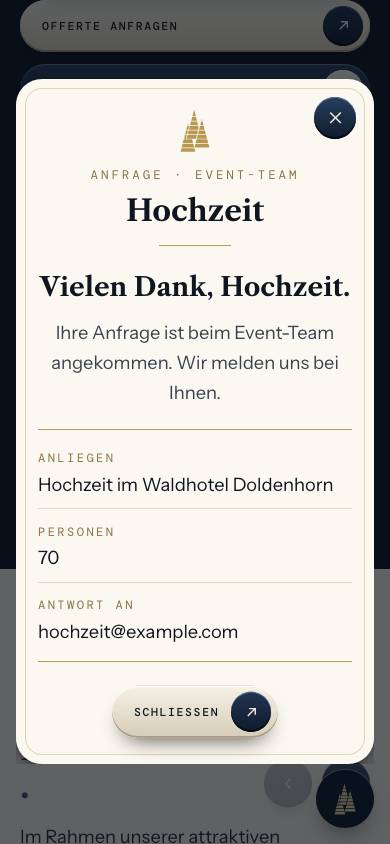 OFFERTE ANFRAGEN
ANFRAGE · EVENT-TEAM
Hochzeit
Vielen Dank, Hochzeit.
Ihre Anfrage ist beim Event-Team
angekommen. Wir melden uns bei
Ihnen.
ANLIEGEN
Hochzeit im Waldhotel Doldenhorn
PERSONEN
70
ANTWORT AN
hochzeit@example.com
SCHLIESSEN
Im Rahmen unserer attraktiven